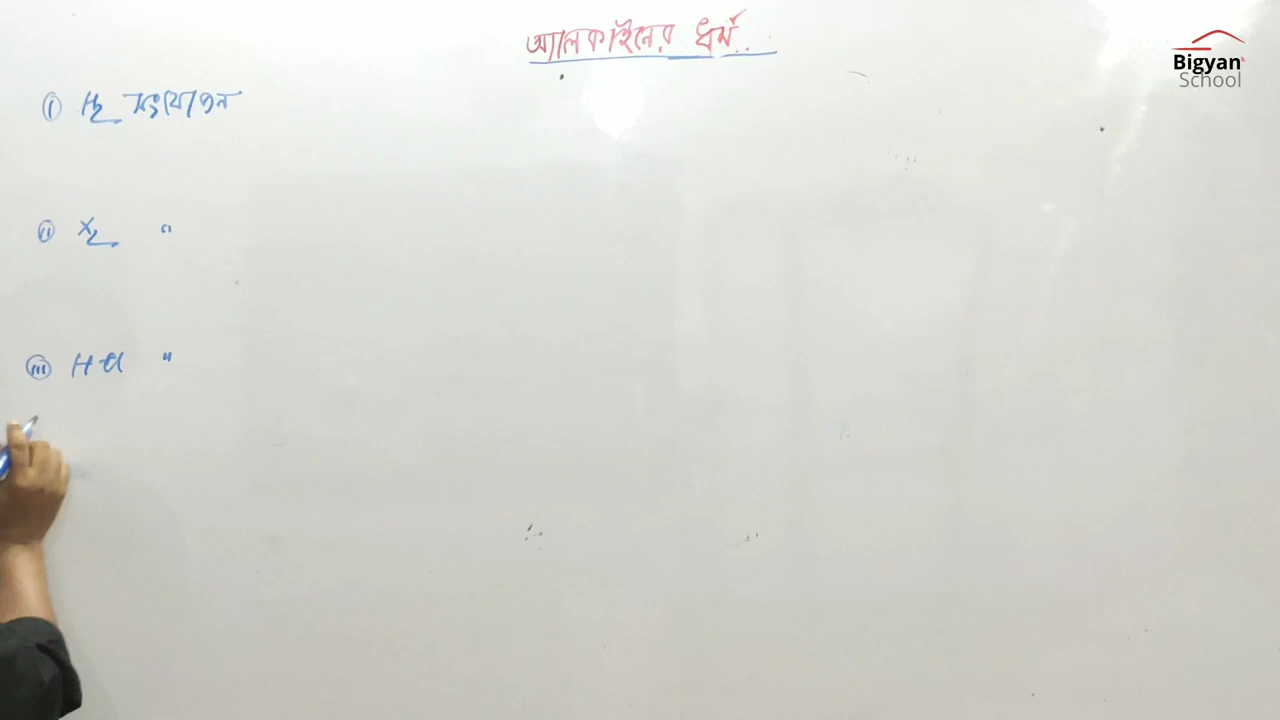 অ্যালকাইনের ধর্ম
Bigyan
School
(i) H₂ সংযোজন
(ii) X₂ "
(iii) HCl "